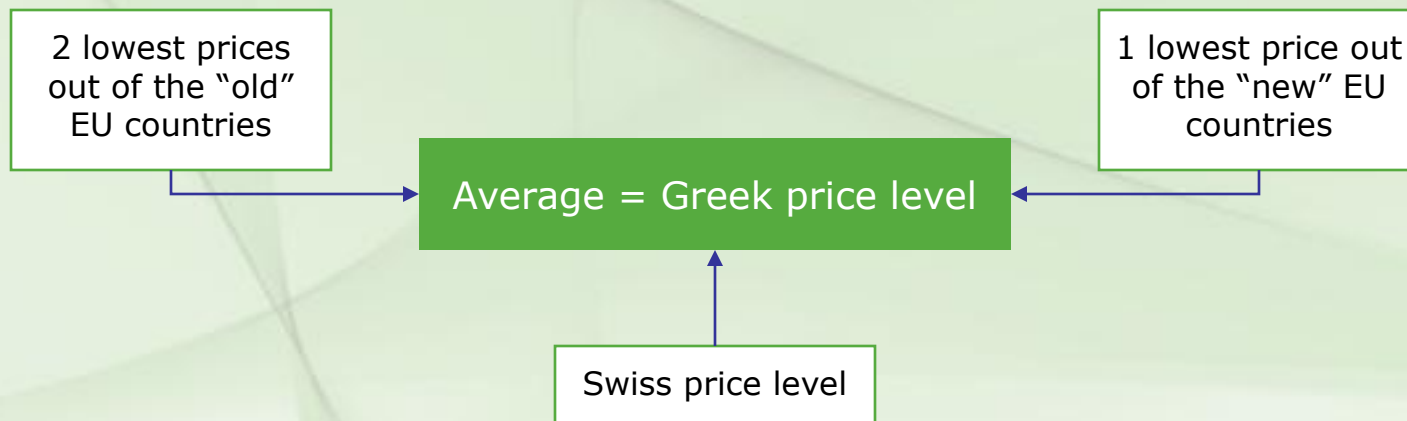 2 lowest prices
out of the “old”
EU countries
1 lowest price out
of the “new” EU
countries
Average = Greek price level
Swiss price level